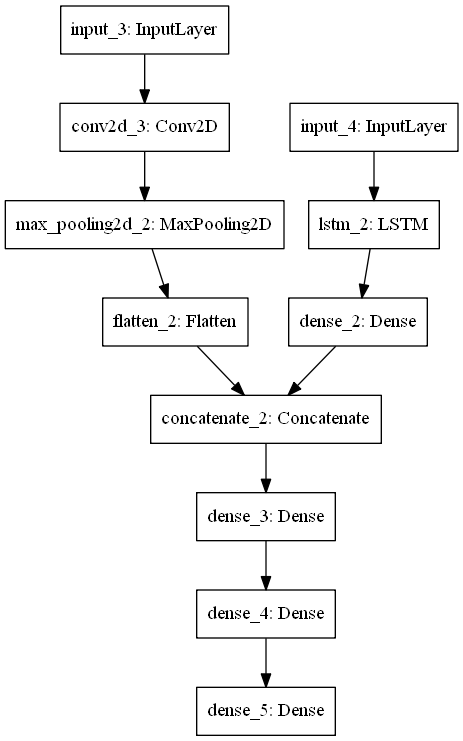 input_3: InputLayer
conv2d_3: Conv2D
input_4: InputLayer
max_pooling2d_2: MaxPooling2D
lstm_2: LSTM
flatten_2: Flatten
dense_2: Dense
concatenate_2: Concatenate
dense_3: Dense
dense_4: Dense
dense_5: Dense